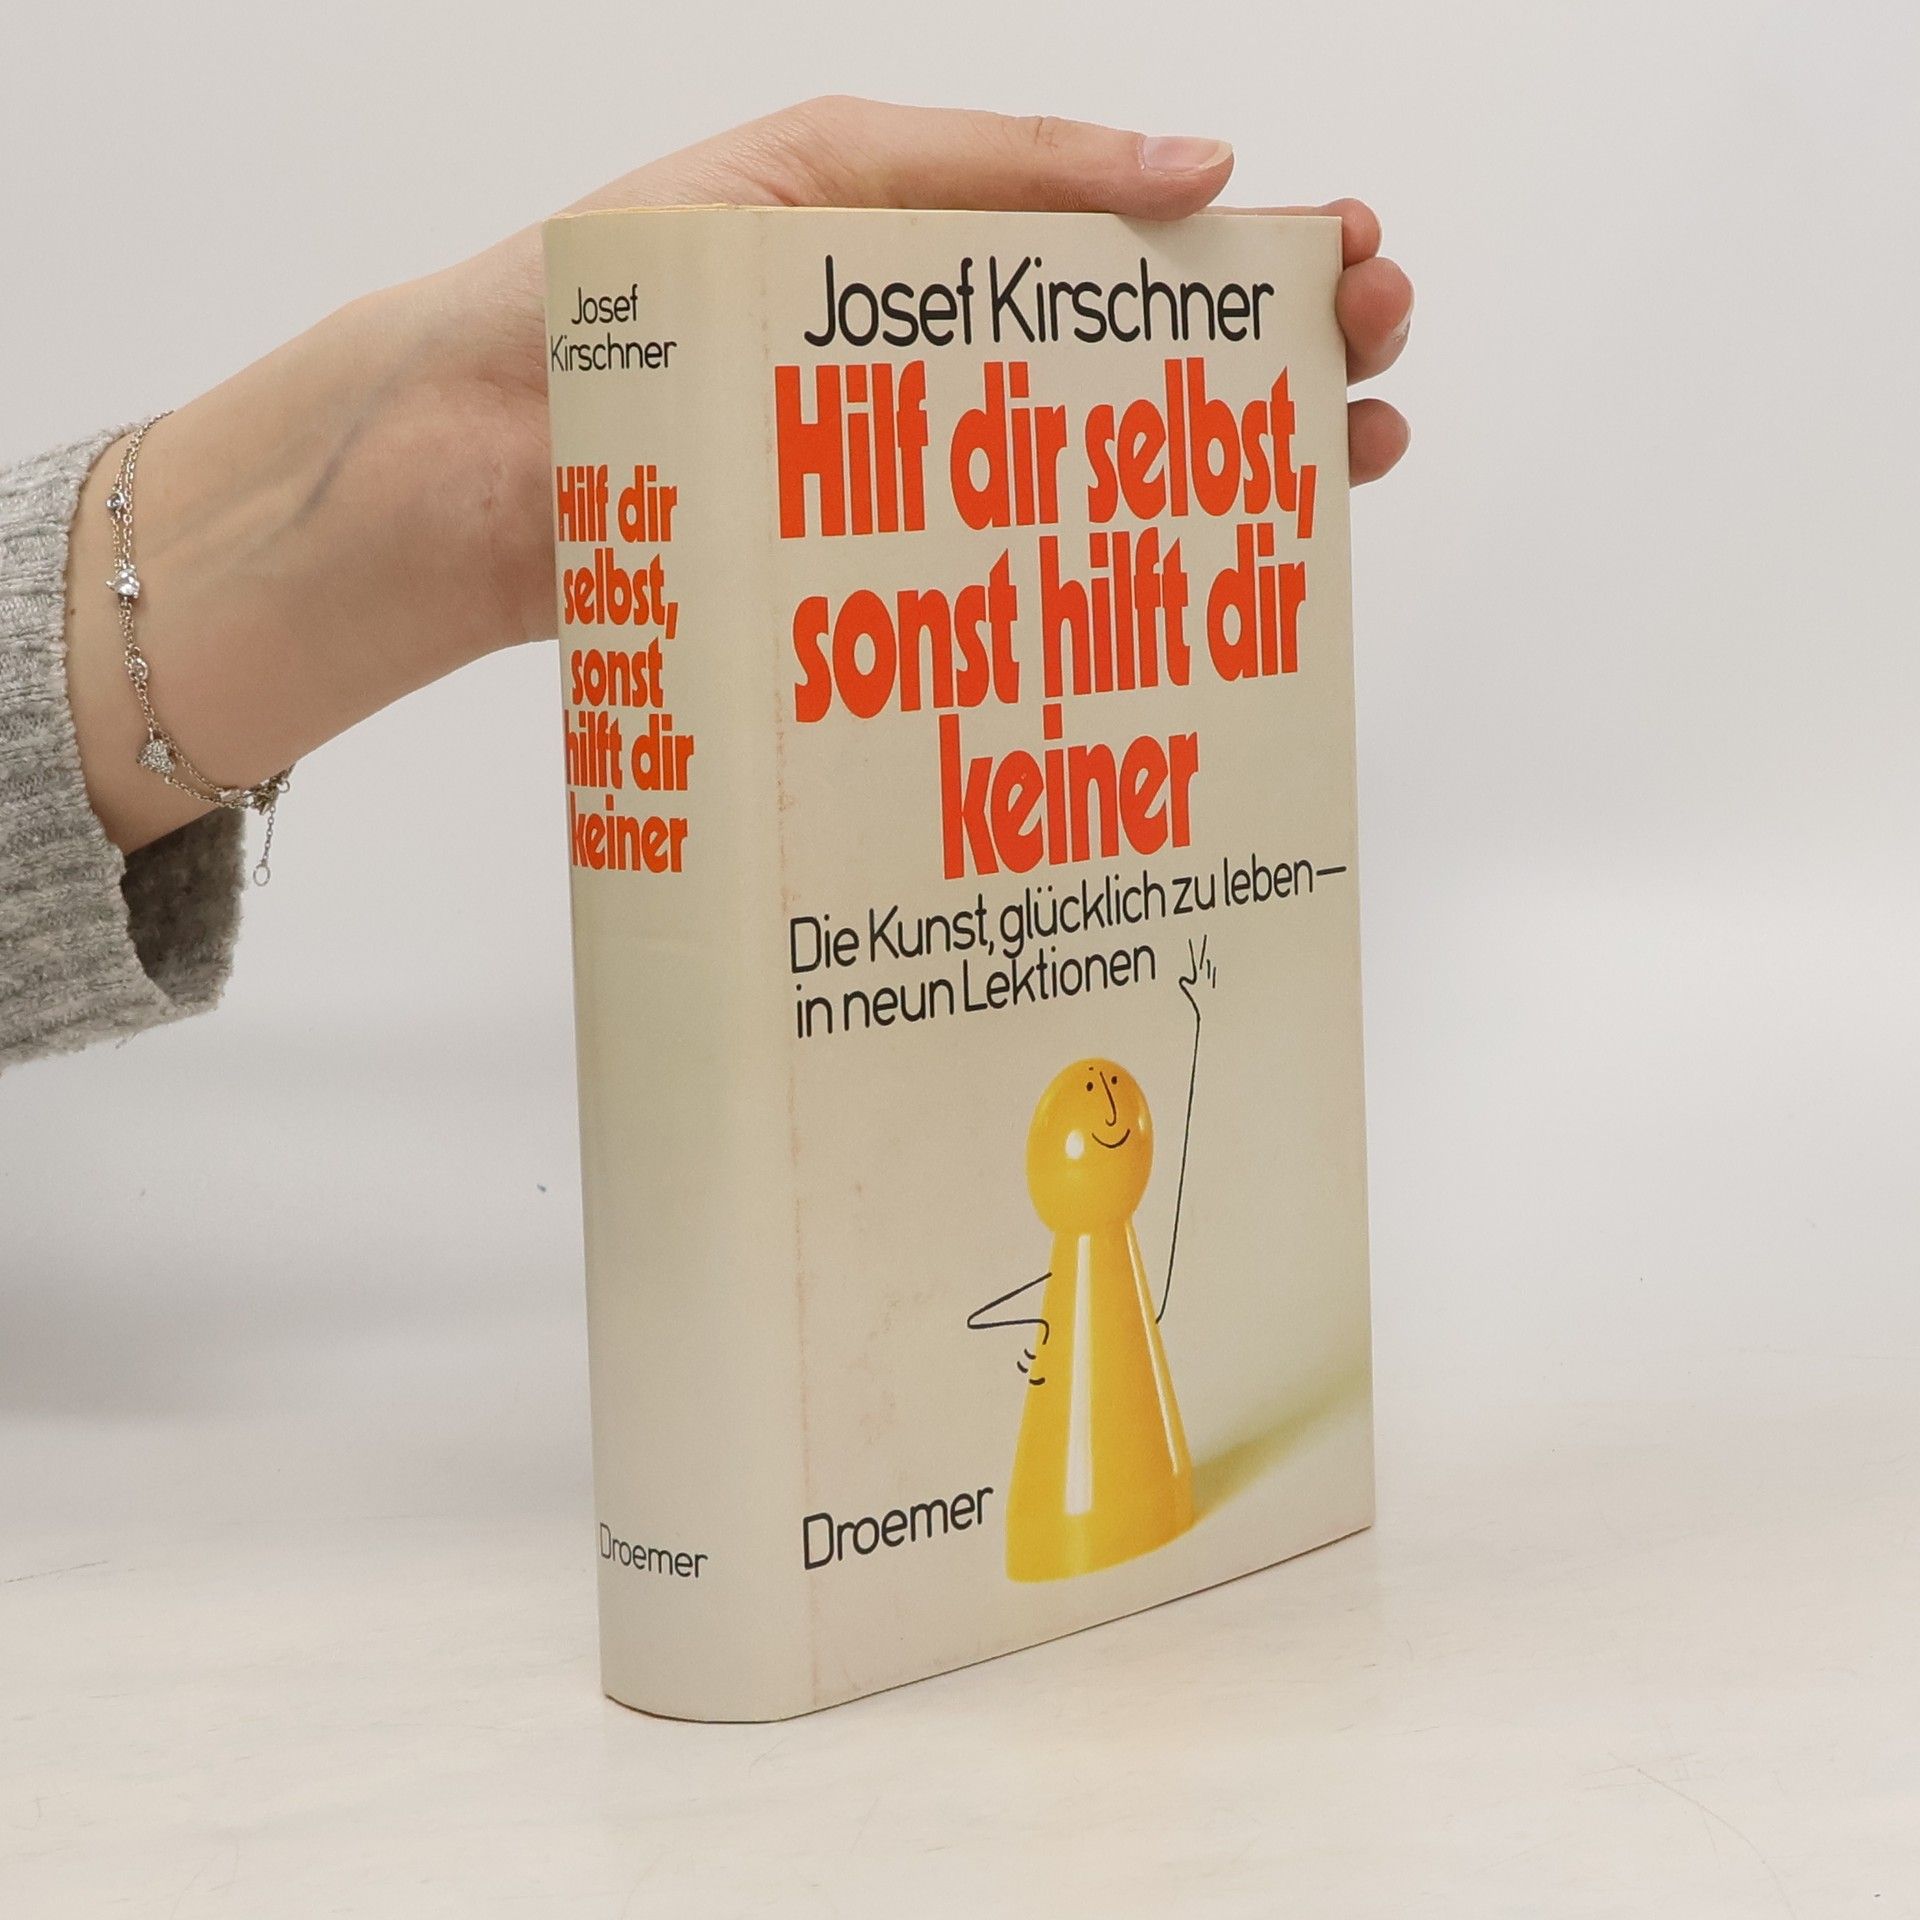 Josef
Kirschner
Hilf dir
selbst,
sonst
hilft dir
keiner
Droemer
Josef Kirschner
Hilf dir selbst,
sonst hilft dir
keiner
Die Kunst, glücklich zu leben—
in neun Lektionen
Droemer